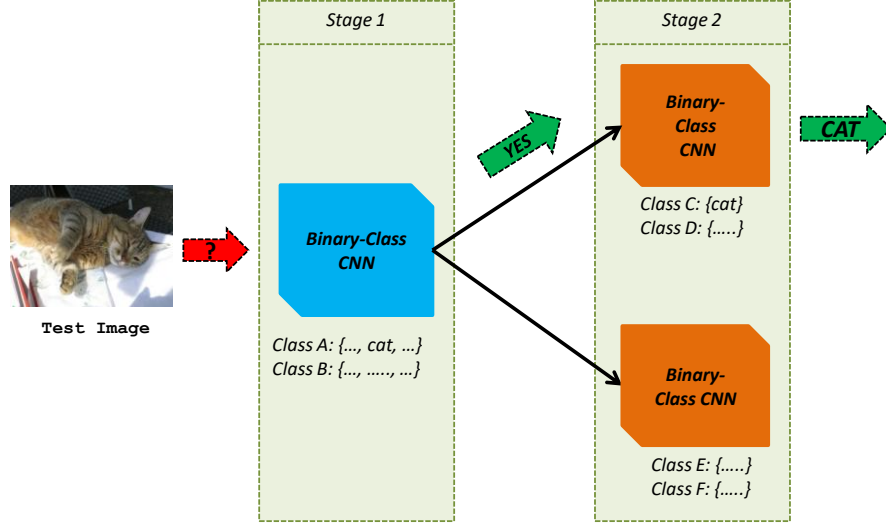 Stage 1
Stage 2
Binary-
Class
CNN
YES
CAT
Class C: {cat}
Class D: {…..}
?
Binary-Class
CNN
Test Image
Class A: {…, cat, …}
Class B: {…, ….., …}
Binary-
Class CNN
Class E: {…..}
Class F: {…..}